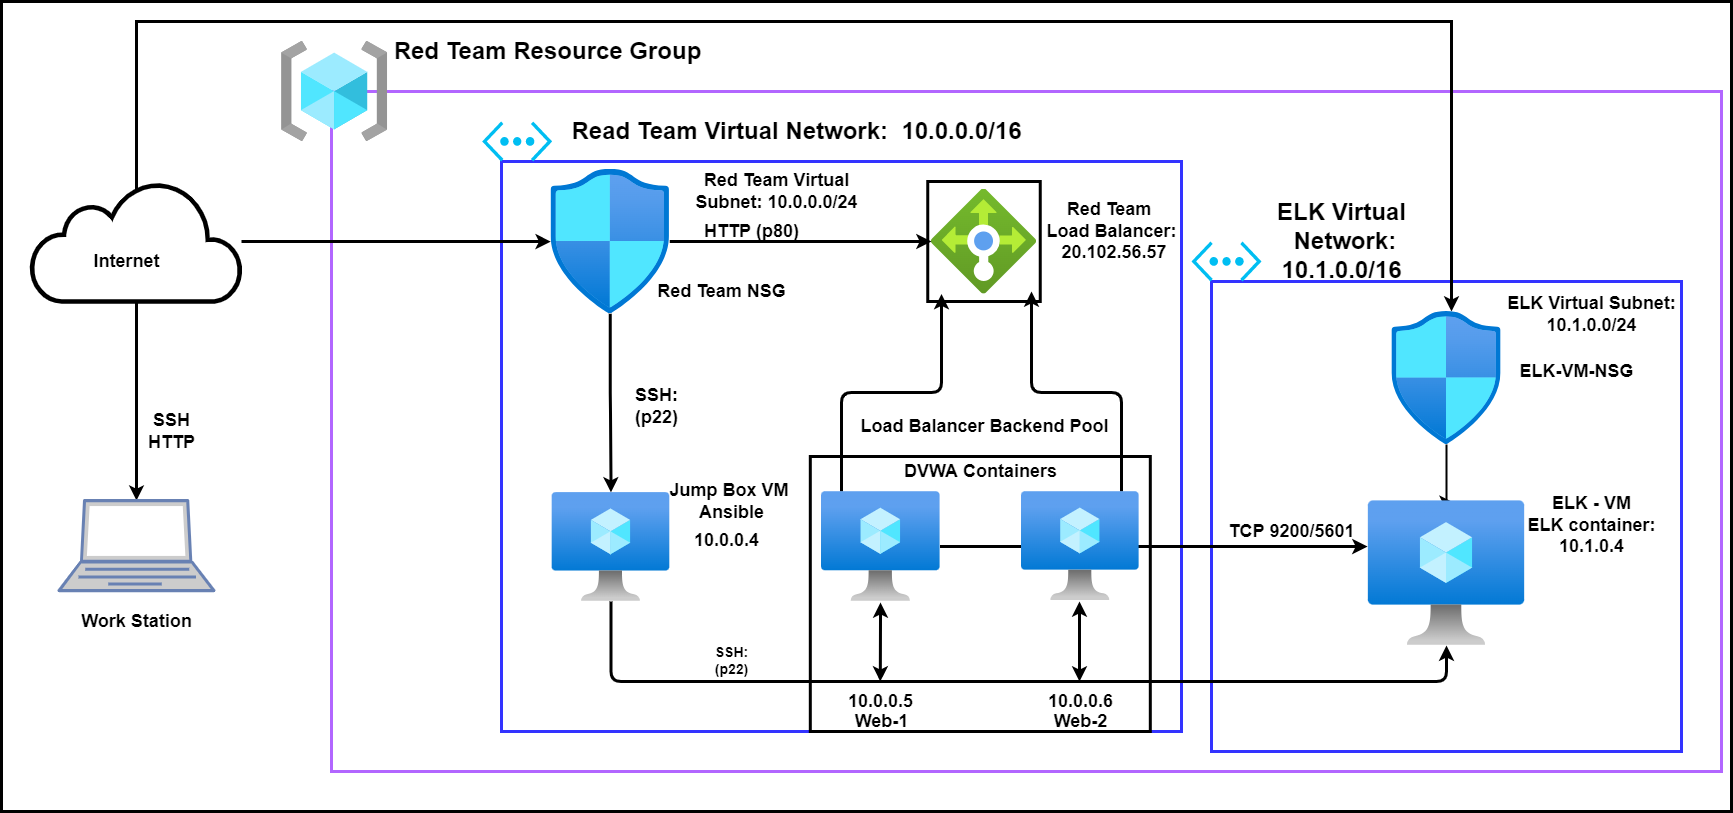 Red Team Resource Group
Read Team Virtual Network:  10.0.0.0/16
Red Team Virtual
Subnet: 10.0.0.0/24
HTTP (p80)
Red Team
Load Balancer:
20.102.56.57
ELK Virtual
Network:
10.1.0.0/16
Internet
Red Team NSG
ELK Virtual Subnet:
10.1.0.0/24
ELK-VM-NSG
SSH
HTTP
SSH:
(p22)
Load Balancer Backend Pool
DVWA Containers
Jump Box VM
Ansible
10.0.0.4
TCP 9200/5601
ELK - VM
ELK container:
10.1.0.4
Work Station
SSH:
(p22)
10.0.0.5
Web-1
10.0.0.6
Web-2